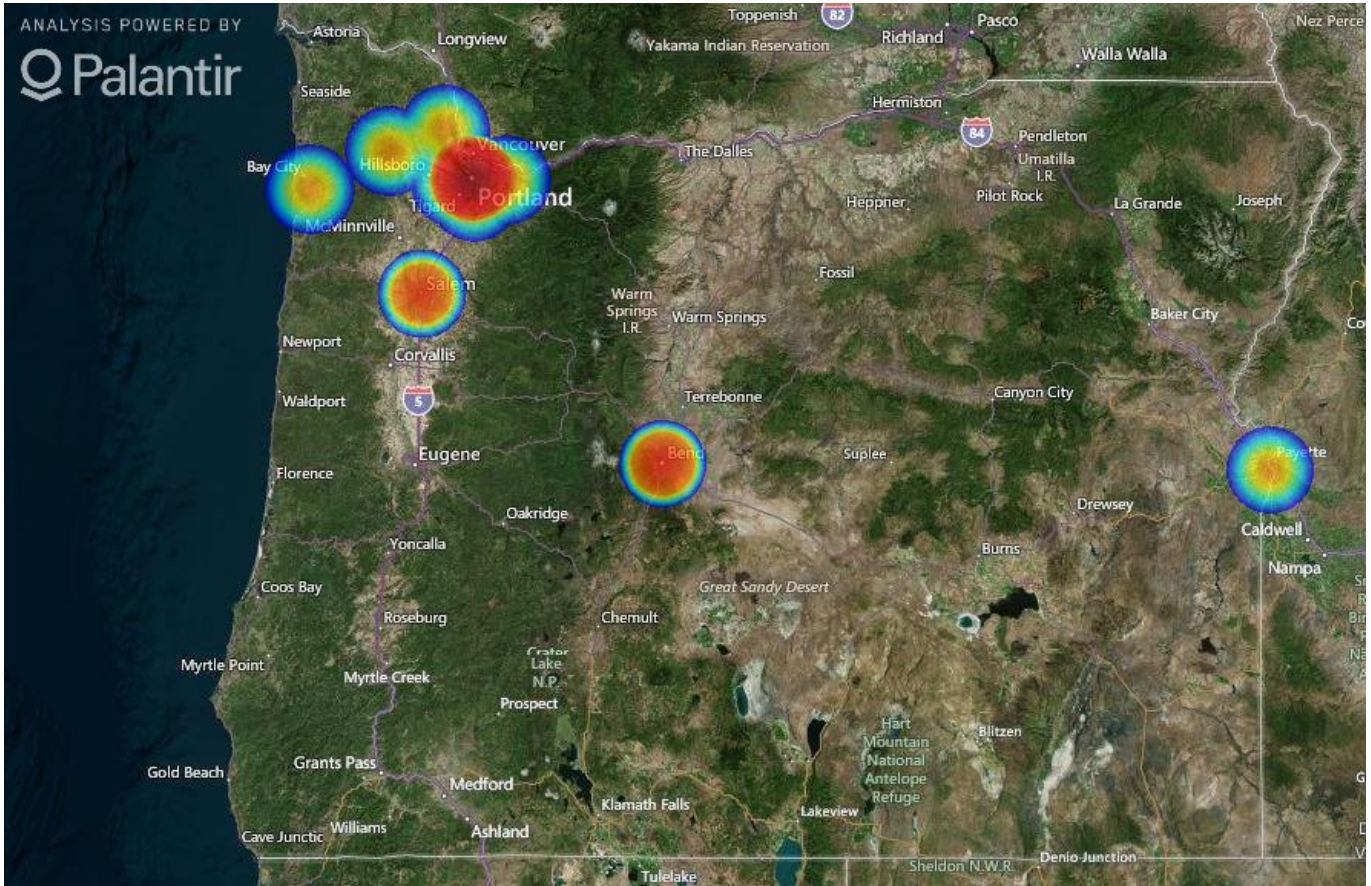 ANALYSIS POWERED BY
Palantir
Astoria
Longview
Toppenish
82
Pasco
Richland
Nez Perce
Yakama Indian Reservation
Walla Walla
Seaside
Hermiston
84
Pendleton
Vancouver
The Dalles
Umatilla
I.R.
Bay City
Hillsboro
Portland
Tigard
Pilot Rock
Heppner
La Grande
Joseph
McMinnville
Fossil
Salem
Warm
Springs
I.R.
Warm Springs
Baker City
Newport
Corvallis
Waldport
5
Terrebonne
Canyon City
Eugene
Bend
Suplee
Payette
Florence
Oakridge
Drewsey
Caldwell
Yoncalla
Burns
Nampa
Coos Bay
Great Sandy Desert
Roseburg
Chemult
Crater
Lake
N.P.
Myrtle Point
Myrtle Creek
Prospect
Hart
Mountain
National
Antelope
Refuge
Blitzen
Gold Beach
Grants Pass
Medford
Klamath Falls
Lakeview
Cave Junctic
Williams
Ashland
Sheldon N.W.R.
Denio Junction
Tulelake